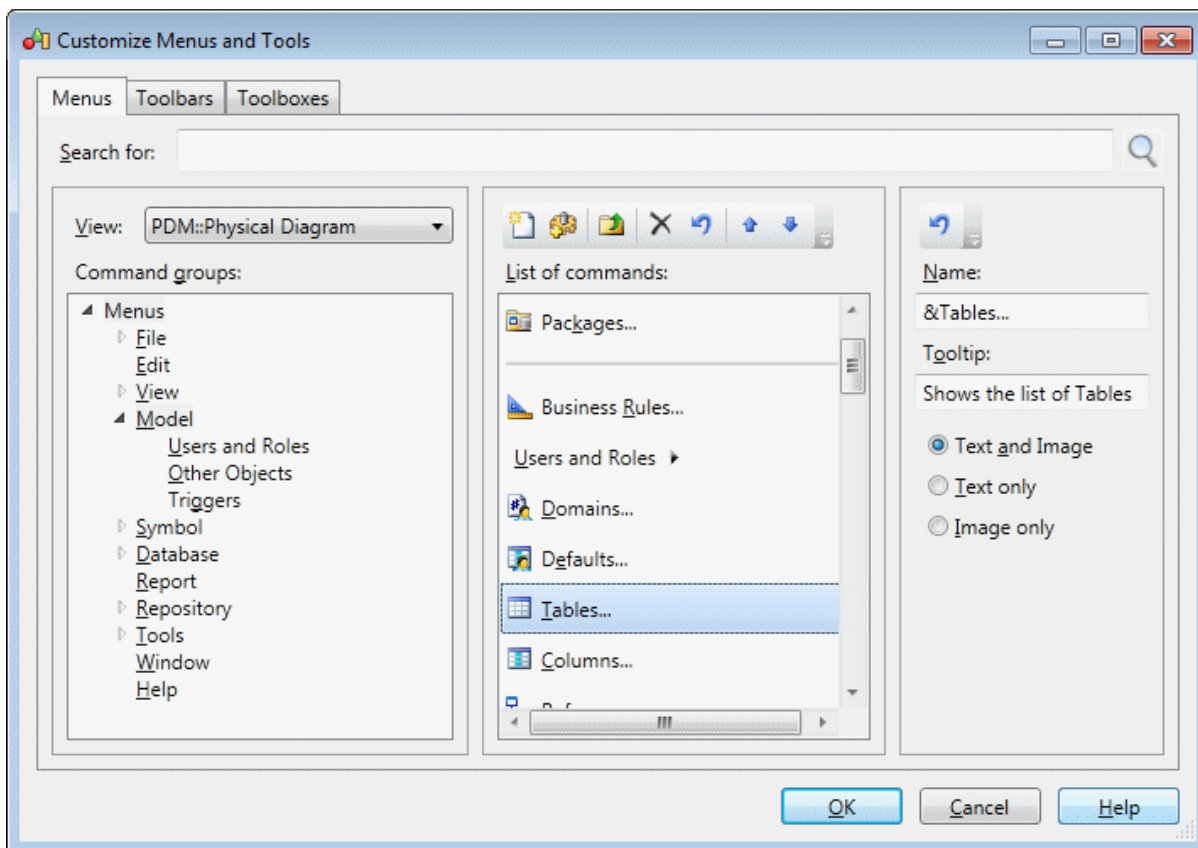 Customize Menus and Tools
Menus Toolbars Toolboxes
Search for:
View: PDM::Physical Diagram
Command groups:
Menus
File
Edit
View
Model
Users and Roles
Other Objects
Triggers
Symbol
Database
Report
Repository
Tools
Window
Help
List of commands:
Packages...
Business Rules...
Users and Roles
Domains...
Defaults...
Tables...
Columns...
Name:
&Tables...
Tooltip:
Shows the list of Tables
Text and Image
Text only
Image only
OK Cancel Help